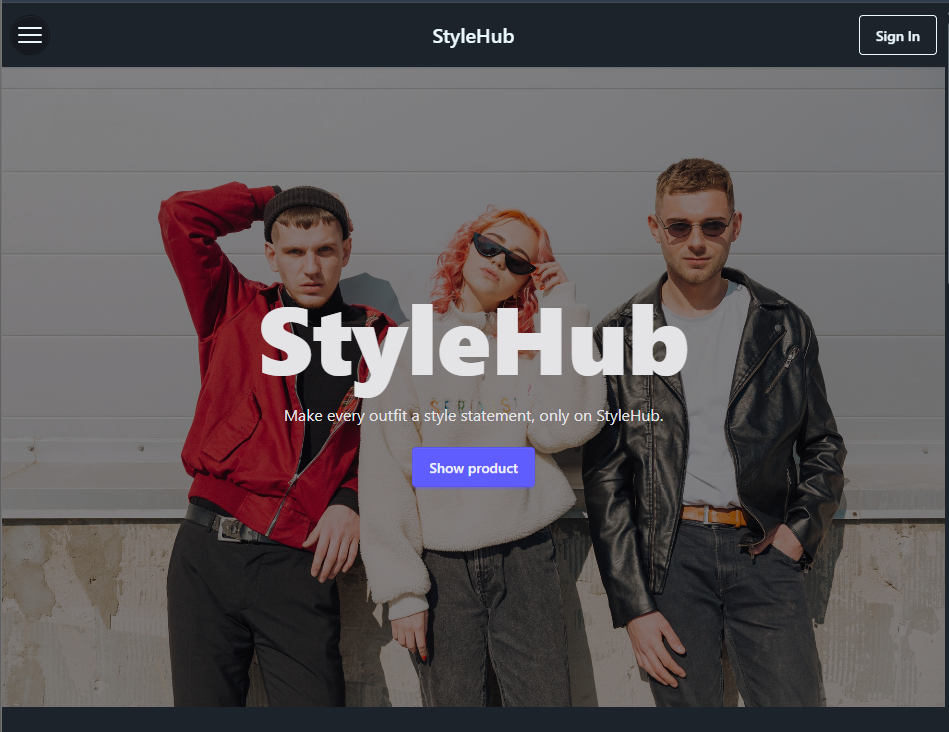 StyleHub
Sign In
StyleHub
Make every outfit a style statement, only on StyleHub.
Show product